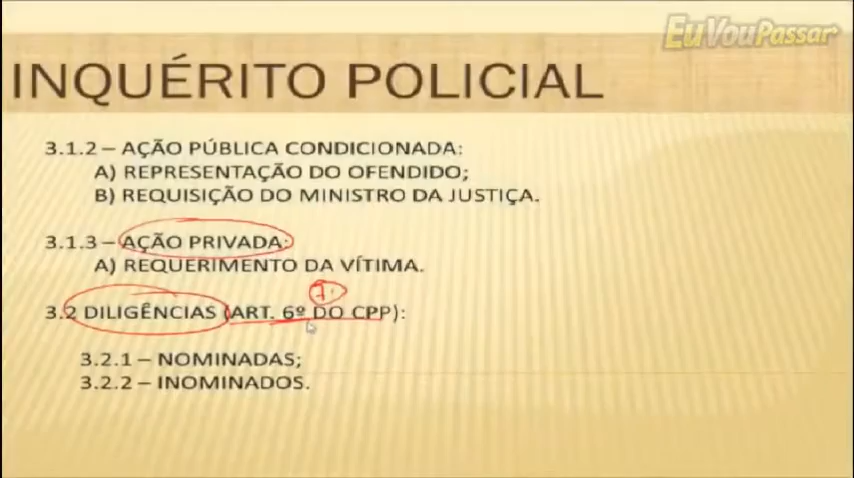 EuVouPassar
INQUÉRITO POLICIAL
3.1.2 – AÇÃO PÚBLICA CONDICIONADA:
A) REPRESENTAÇÃO DO OFENDIDO;
B) REQUISIÇÃO DO MINISTRO DA JUSTIÇA.
3.1.3 – AÇÃO PRIVADA:
A) REQUERIMENTO DA VÍTIMA.
7.
3.2 DILIGÊNCIAS (ART. 6º DO CPP):
3.2.1 – NOMINADAS;
3.2.2 – INOMINADOS.